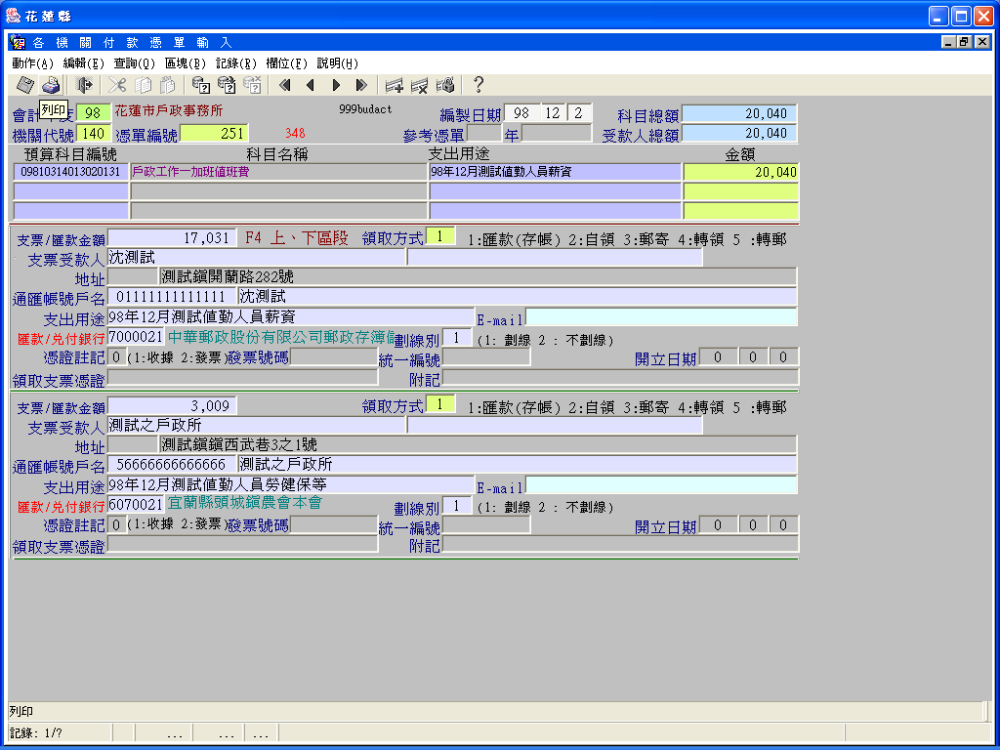 花蓮縣
各機關付款憑單輸入
動作(A) 編輯(E) 查詢(Q) 區塊(B) 記錄(R) 欄位(F) 說明(H)
列印
會計年度 98 花蓮市戶政事務所 999budact 編製日期 98 12 2 科目總額 20,040
機關代號 140 憑單編號 251 348 參考憑單 年 受款人總額 20,040
預算科目編號 科目名稱 支出用途 金額
09810314013020131 戶政工作一加班值班費 98年12月測試值勤人員薪資 20,040
支票/匯款金額 17,031 F4 上、下區段 領取方式 1 1:匯款(存帳) 2:自領 3:郵寄 4:轉領 5 :轉郵
支票受款人 沈測試
地址 測試鎮開蘭路282號
通匯帳號戶名 01111111111111 沈測試
支出用途 98年12月測試值勤人員薪資 E-mail
匯款/兌付銀行 7000021 中華郵政股份有限公司郵政存簿儲 劃線別 1 (1: 劃線 2 : 不劃線)
憑證註記 0 (1:收據 2:發票) 發票號碼 統一編號 開立日期 0 0 0
領取支票憑證 附記
支票/匯款金額 3,009 領取方式 1 1:匯款(存帳) 2:自領 3:郵寄 4:轉領 5 :轉郵
支票受款人 測試之戶政所
地址 測試鎮鎮西武巷3之1號
通匯帳號戶名 56666666666666 測試之戶政所
支出用途 98年12月測試值勤人員勞健保等 E-mail
匯款/兌付銀行 6070021 宜蘭縣頭城鎮農會本會 劃線別 1 (1: 劃線 2 : 不劃線)
憑證註記 0 (1:收據 2:發票) 發票號碼 統一編號 開立日期 0 0 0
領取支票憑證 附記
列印
記錄: 1/? ... ... ...